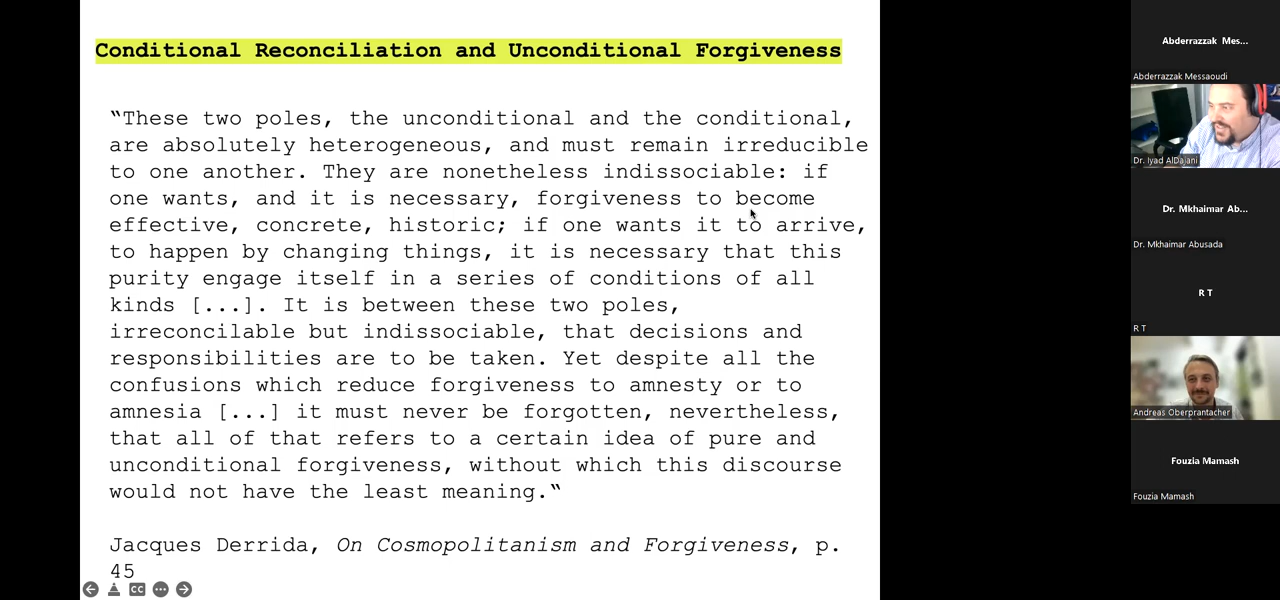 Conditional Reconciliation and Unconditional Forgiveness
“These two poles, the unconditional and the conditional,
are absolutely heterogeneous, and must remain irreducible
to one another. They are nonetheless indissociable: if
one wants, and it is necessary, forgiveness to become
effective, concrete, historic; if one wants it to arrive,
to happen by changing things, it is necessary that this
purity engage itself in a series of conditions of all
kinds [...]. It is between these two poles,
irreconcilable but indissociable, that decisions and
responsibilities are to be taken. Yet despite all the
confusions which reduce forgiveness to amnesty or to
amnesia [...] it must never be forgotten, nevertheless,
that all of that refers to a certain idea of pure and
unconditional forgiveness, without which this discourse
would not have the least meaning.“
Jacques Derrida, On Cosmopolitanism and Forgiveness, p.
45
CC
Abderrazzak Mes...
Abderrazzak Messaoudi
Dr. Iyad AlDajani
Dr. Mkhaimar Ab...
Dr. Mkhaimar Abusada
R T
R T
Andreas Oberprantacher
Fouzia Mamash
Fouzia Mamash